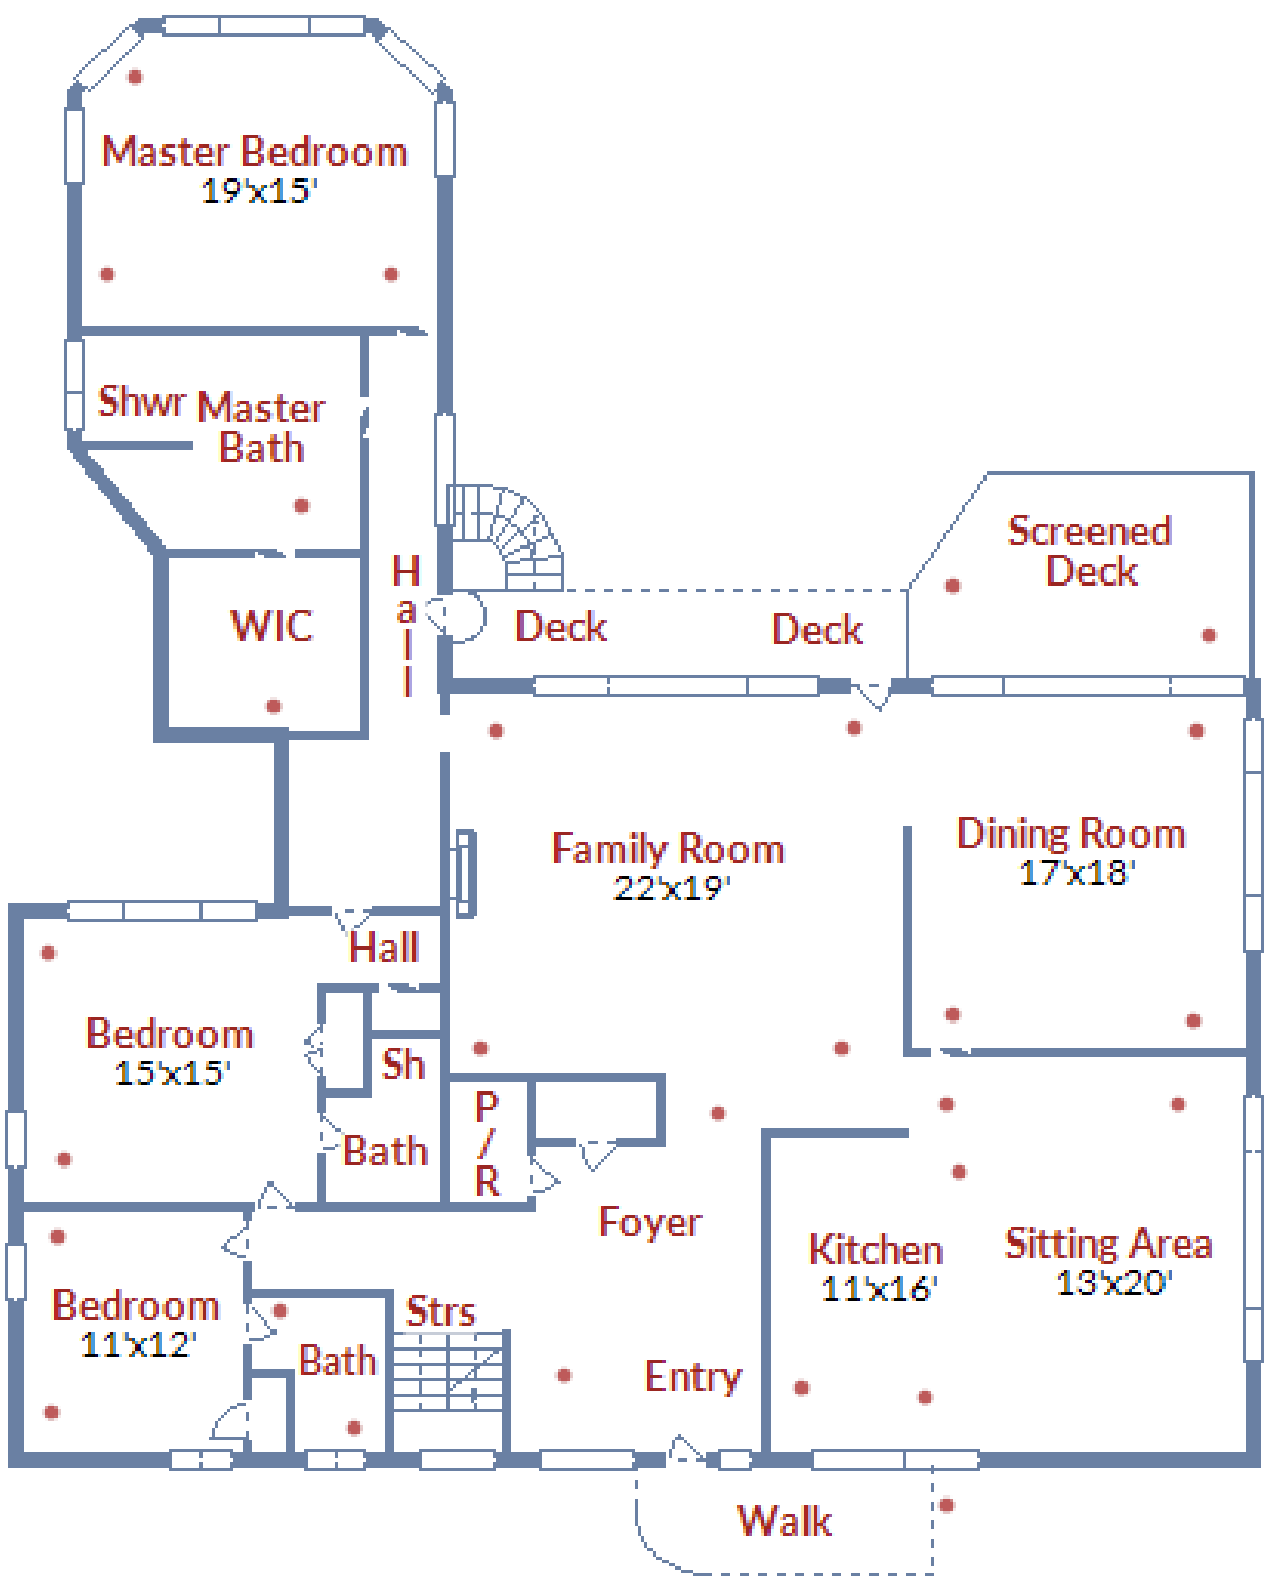 Master Bedroom
19'x15'
Shwr
Master
Bath
Screened
Deck
H
a
l
l
WIC
Deck
Deck
Family Room
22'x19'
Dining Room
17'x18'
Hall
Bedroom
15'x15'
Sh
Bath
P
/
R
Foyer
Kitchen
11'x16'
Sitting Area
13'x20'
Bedroom
11'x12'
Strs
Bath
Entry
Walk